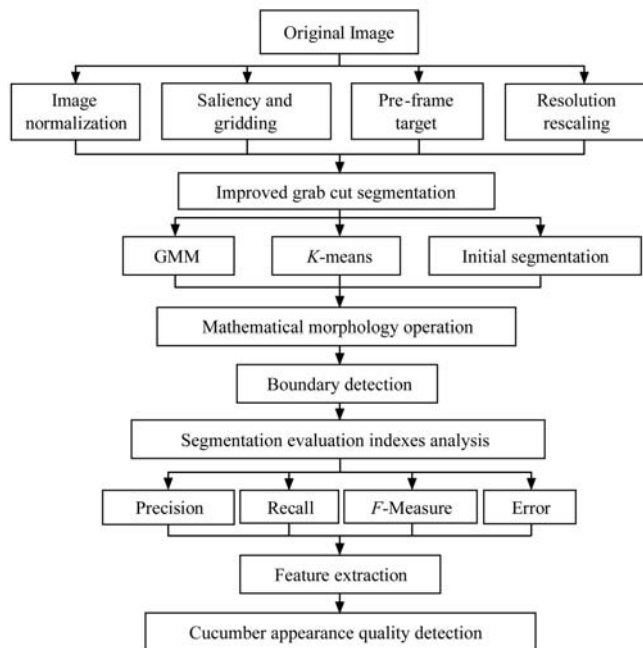 Original Image
Image
normalization
Saliency and
gridding
Pre-frame
target
Resolution
rescaling
Improved grab cut segmentation
GMM
K-means
Initial segmentation
Mathematical morphology operation
Boundary detection
Segmentation evaluation indexes analysis
Precision
Recall
F-Measure
Error
Feature extraction
Cucumber appearance quality detection